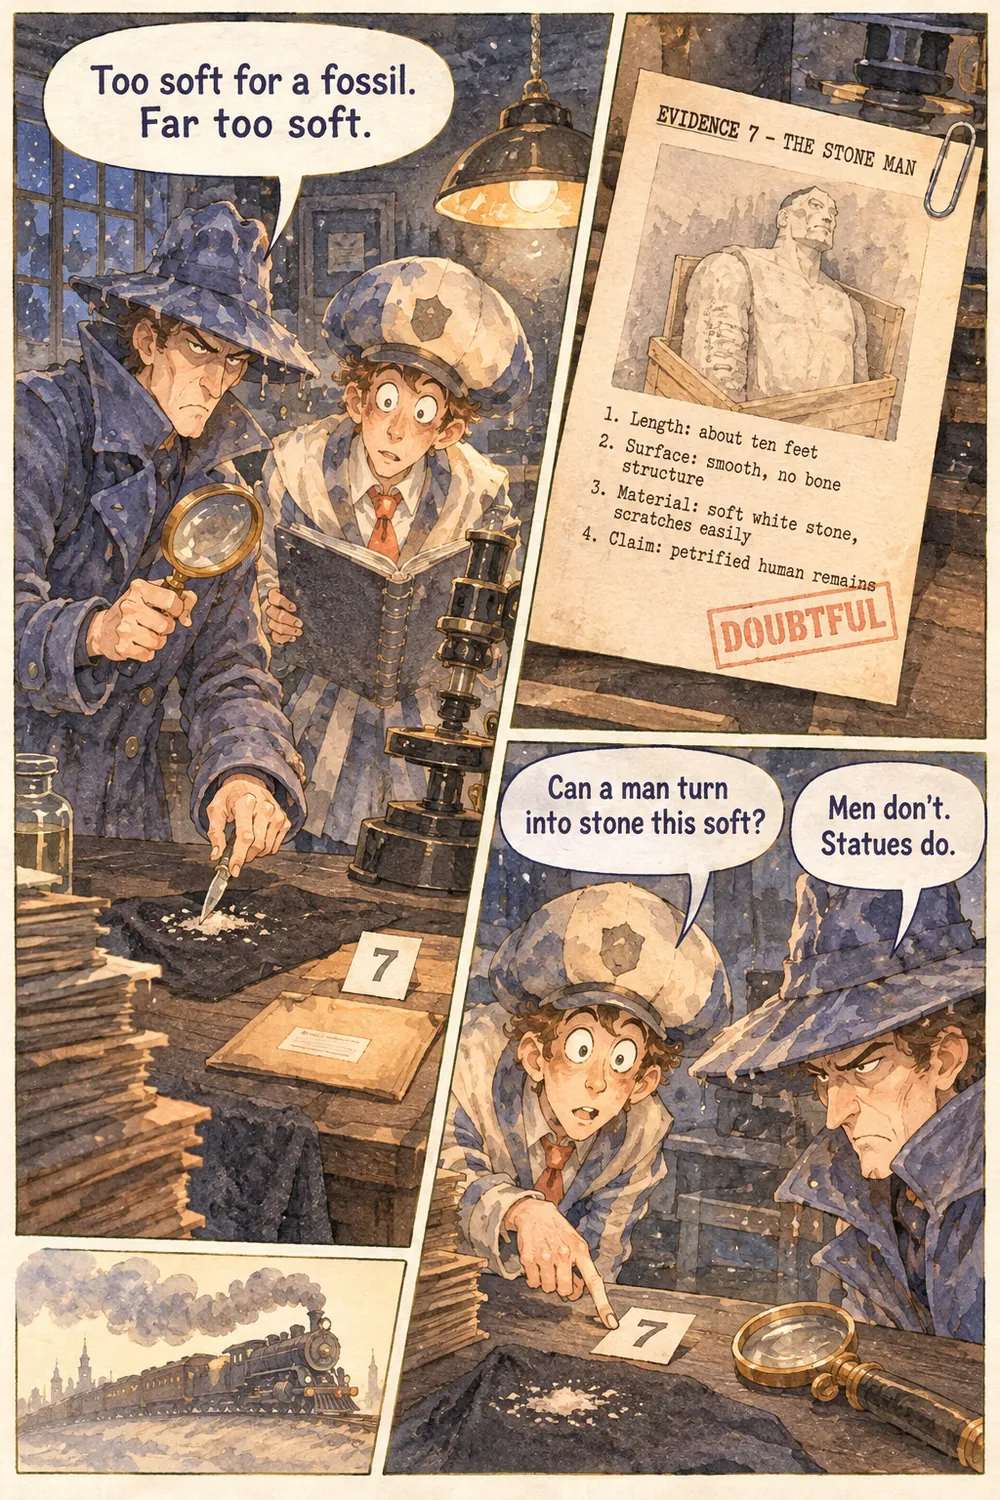 Too soft for a fossil.
Far too soft.
EVIDENCE 7 – THE STONE MAN
1. Length: about ten feet
2. Surface: smooth, no bone
structure
3. Material: soft white stone,
scratches easily
4. Claim: petrified human remains
DOUBTFUL
7
Can a man turn
into stone this soft?
Men don't.
Statues do.
7